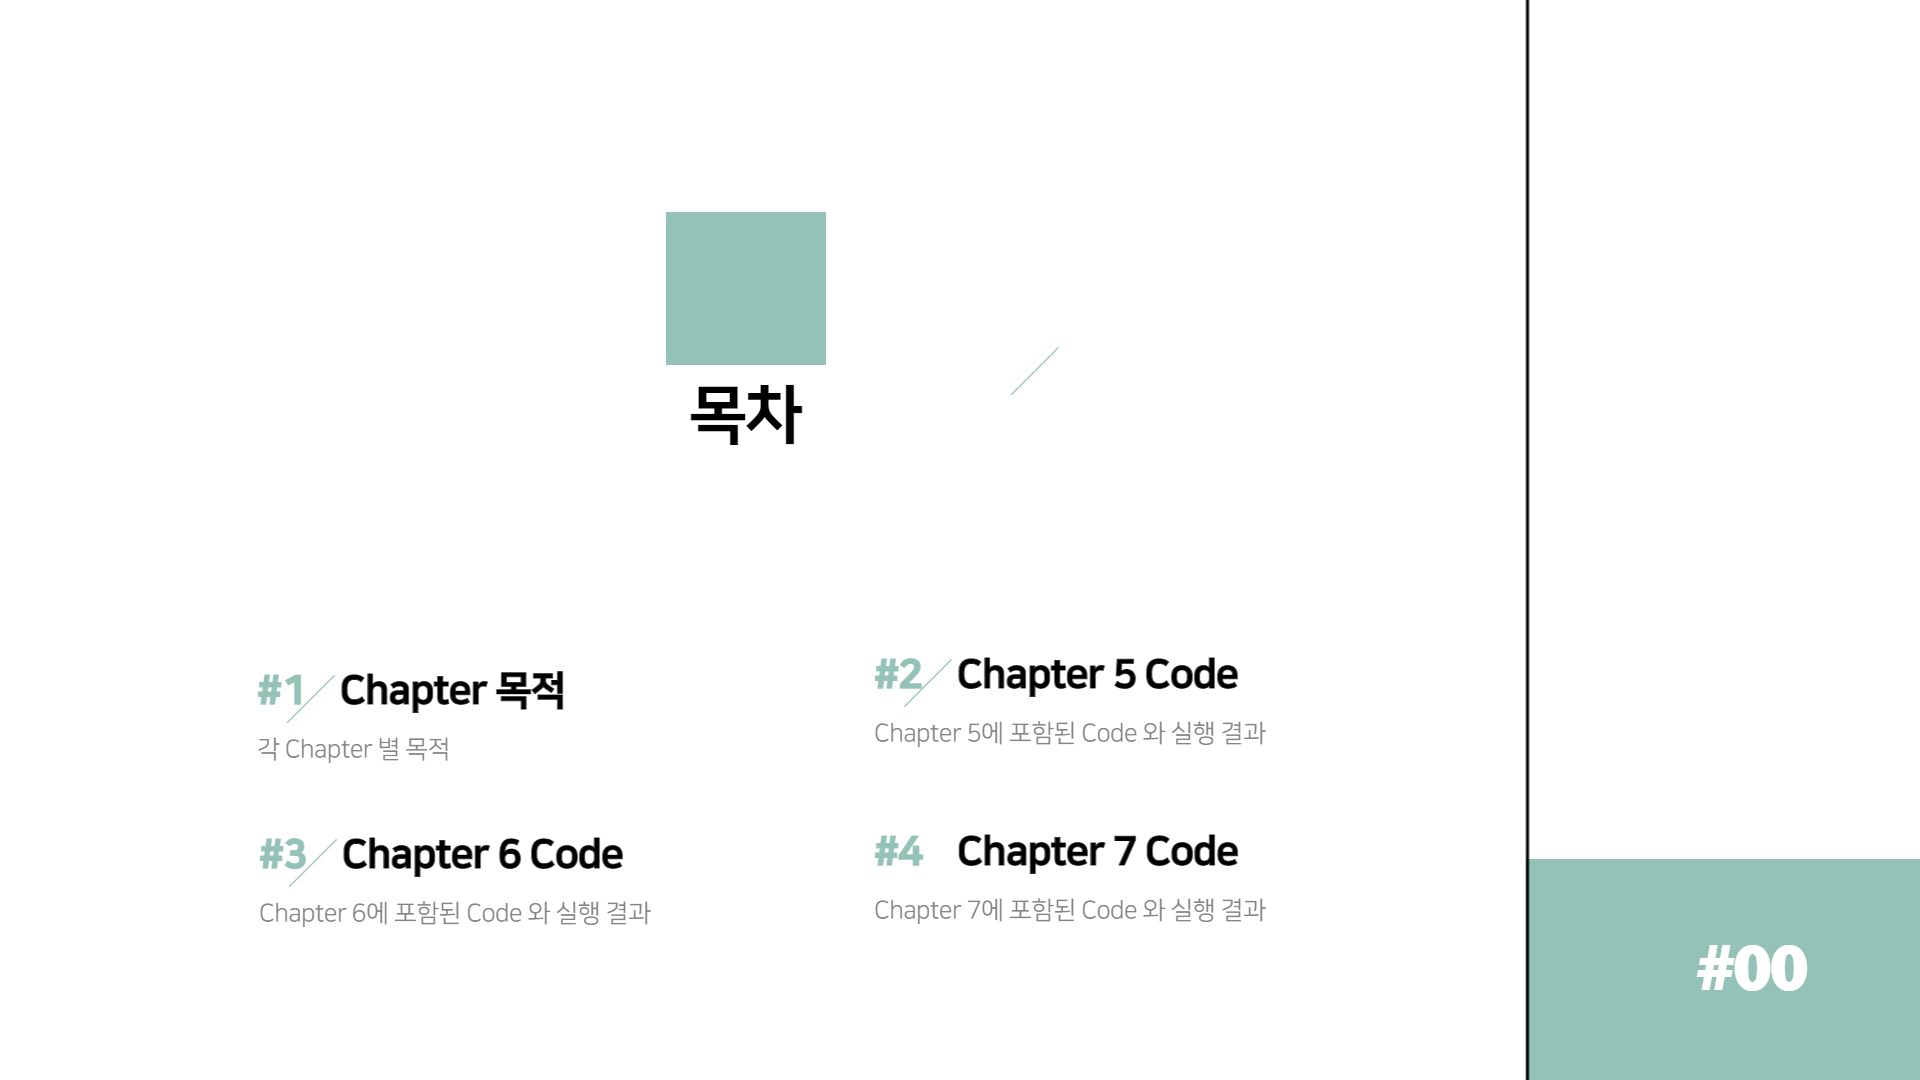 목차
#1 Chapter 목적
각 Chapter 별 목적
#2 Chapter 5 Code
Chapter 5에 포함된 Code 와 실행 결과
#3 Chapter 6 Code
Chapter 6에 포함된 Code 와 실행 결과
#4 Chapter 7 Code
Chapter 7에 포함된 Code 와 실행 결과
#00